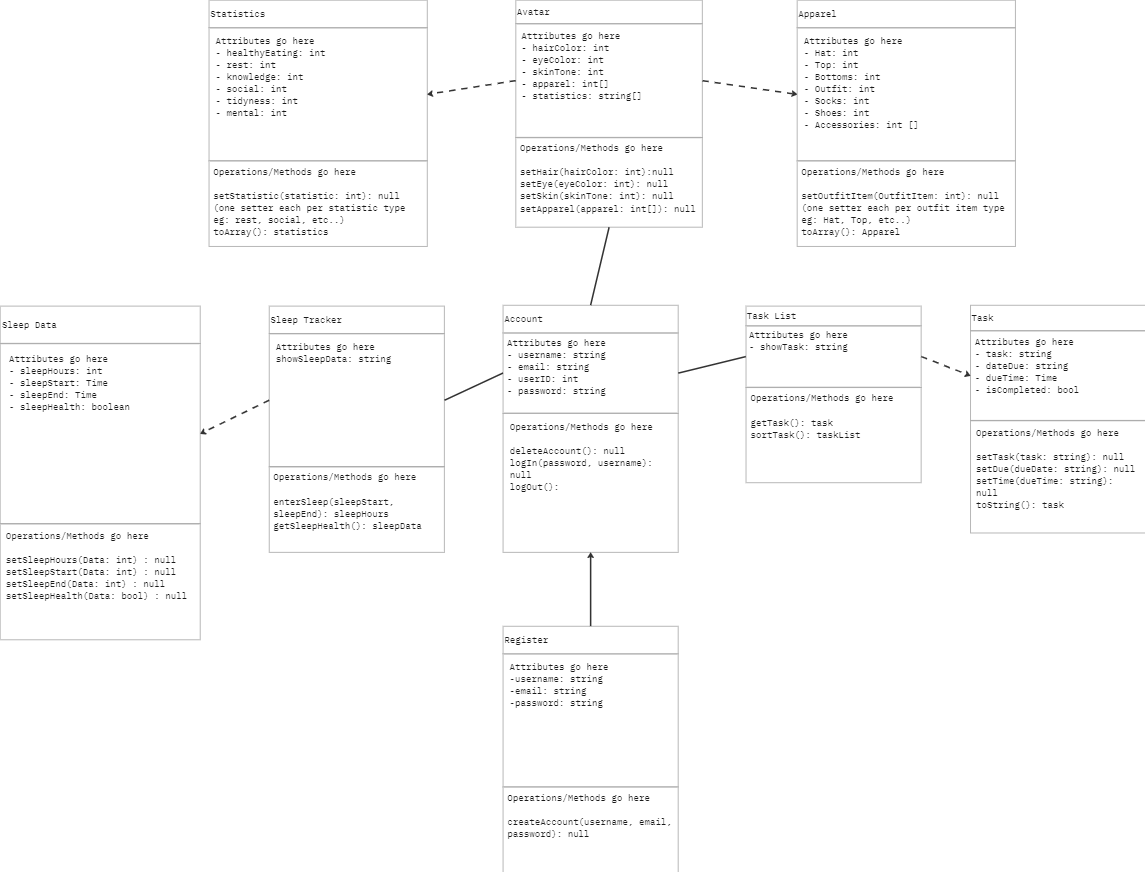 Statistics
Attributes go here
- healthyEating: int
- rest: int
- knowledge: int
- social: int
- tidyness: int
- mental: int
Operations/Methods go here
setStatistic(statistic: int): null
(one setter each per statistic type
eg: rest, social, etc..)
toArray(): statistics
Avatar
Attributes go here
- hairColor: int
- eyeColor: int
- skinTone: int
- apparel: int[]
- statistics: string[]
Operations/Methods go here
setHair(hairColor: int):null
setEye(eyeColor: int): null
setSkin(skinTone: int): null
setApparel(apparel: int[]): null
Apparel
Attributes go here
- Hat: int
- Top: int
- Bottoms: int
- Outfit: int
- Socks: int
- Shoes: int
- Accessories: int []
Operations/Methods go here
setOutfitItem(OutfitItem: int): null
(one setter each per outfit item type
eg: Hat, Top, etc..)
toArray(): Apparel
Sleep Data
Attributes go here
- sleepHours: int
- sleepStart: Time
- sleepEnd: Time
- sleepHealth: boolean
Operations/Methods go here
setSleepHours(Data: int) : null
setSleepStart(Data: int) : null
setSleepEnd(Data: int) : null
setSleepHealth(Data: bool) : null
Sleep Tracker
Attributes go here
showSleepData: string
Operations/Methods go here
enterSleep(sleepStart,
sleepEnd): sleepHours
getSleepHealth(): sleepData
Account
Attributes go here
- username: string
- email: string
- userID: int
- password: string
Operations/Methods go here
deleteAccount(): null
logIn(password, username):
null
logOut():
Task List
Attributes go here
- showTask: string
Operations/Methods go here
getTask(): task
sortTask(): taskList
Task
Attributes go here
- task: string
- dateDue: string
- dueTime: Time
- isCompleted: bool
Operations/Methods go here
setTask(task: string): null
setDue(dueDate: string): null
setTime(dueTime: string):
null
toString(): task
Register
Attributes go here
-username: string
-email: string
-password: string
Operations/Methods go here
createAccount(username, email,
password): null